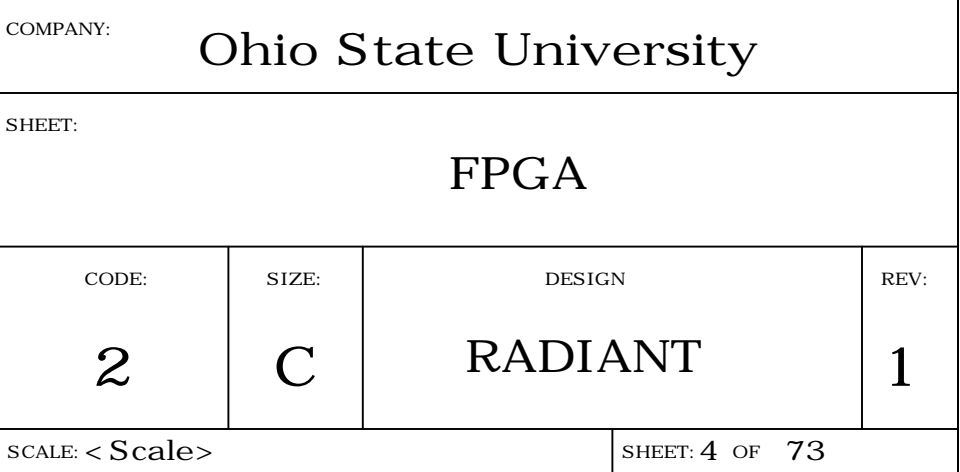 COMPANY: Ohio State University
SHEET:
FPGA
CODE: SIZE: DESIGN REV:
2 C RADIANT 1
SCALE: <Scale> SHEET: 4 OF 73